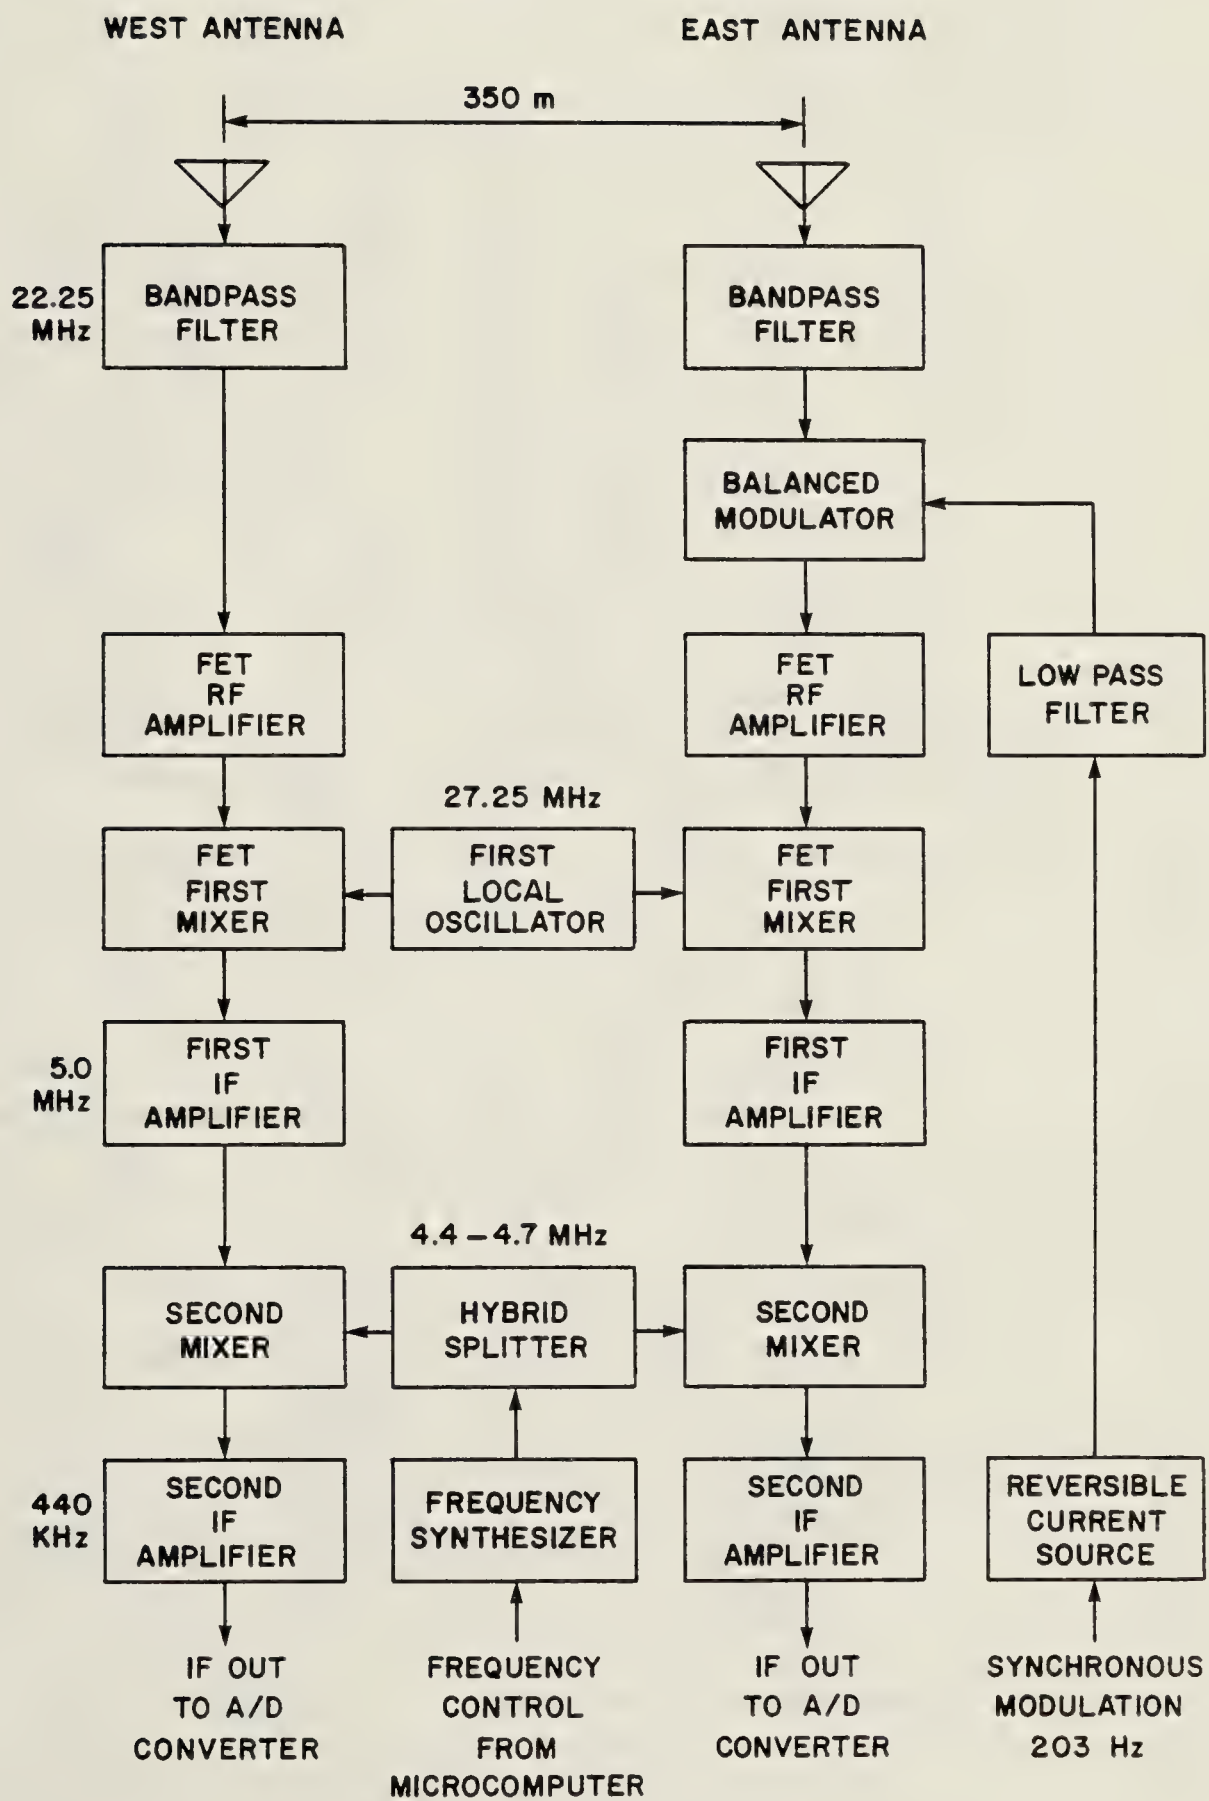 WEST ANTENNA
EAST ANTENNA
350 m
22.25
MHz
BANDPASS
FILTER
BANDPASS
FILTER
BALANCED
MODULATOR
FET
RF
AMPLIFIER
FET
RF
AMPLIFIER
LOW PASS
FILTER
27.25 MHz
FET
FIRST
MIXER
FIRST
LOCAL
OSCILLATOR
FET
FIRST
MIXER
5.0
MHz
FIRST
IF
AMPLIFIER
FIRST
IF
AMPLIFIER
4.4 – 4.7 MHz
SECOND
MIXER
HYBRID
SPLITTER
SECOND
MIXER
440
KHz
SECOND
IF
AMPLIFIER
FREQUENCY
SYNTHESIZER
SECOND
IF
AMPLIFIER
REVERSIBLE
CURRENT
SOURCE
IF OUT
TO A/D
CONVERTER
FREQUENCY
CONTROL
FROM
MICROCOMPUTER
IF OUT
TO A/D
CONVERTER
SYNCHRONOUS
MODULATION
203 Hz